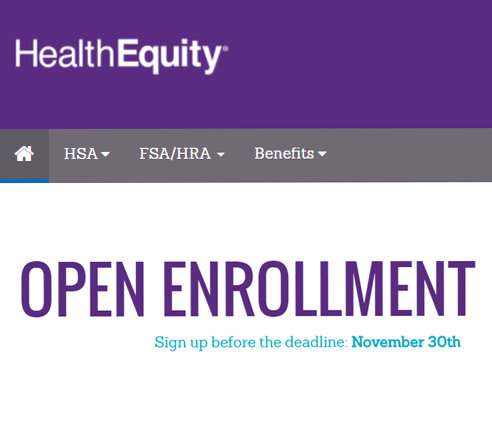 HealthEquity®
HSA FSA/HRA Benefits
OPEN ENROLLMENT
Sign up before the deadline: November 30th